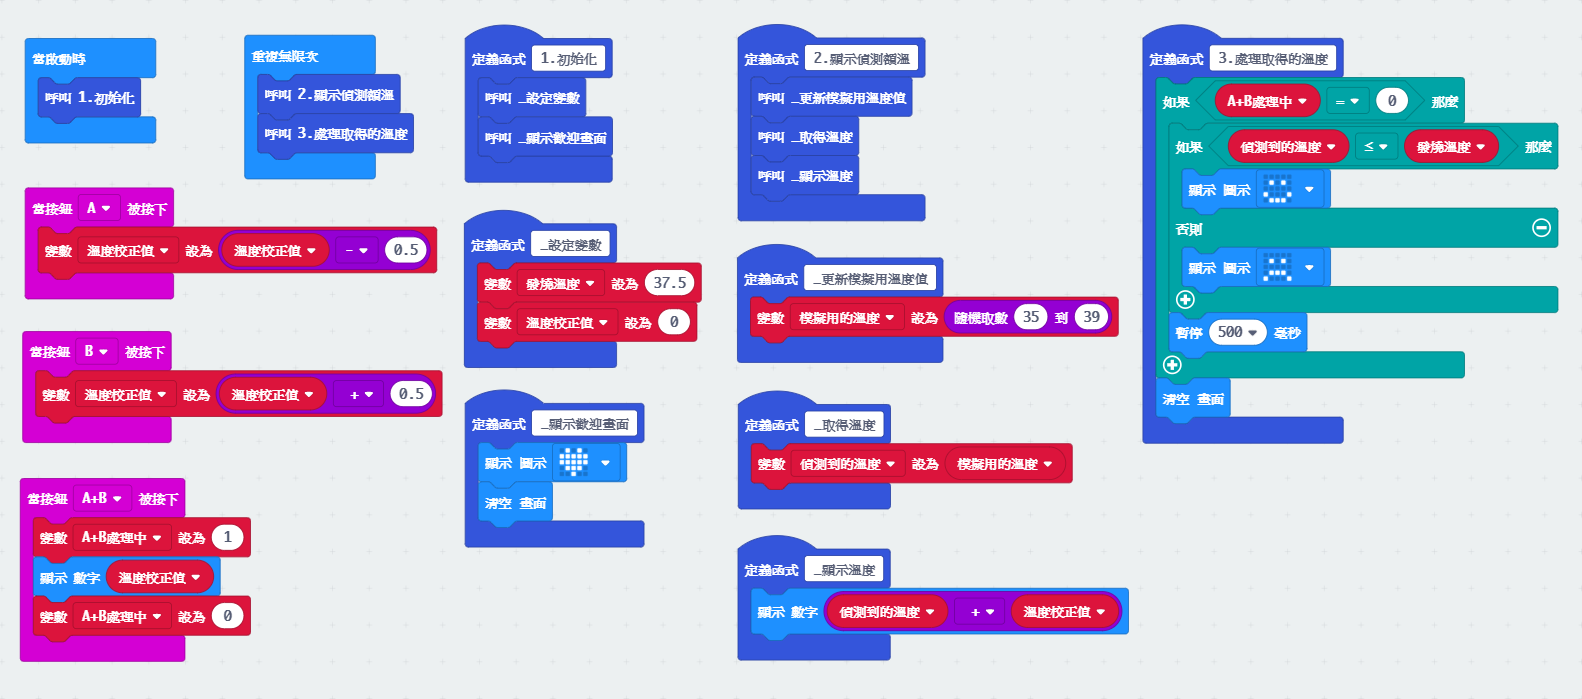 當啟動時
呼叫 1.初始化
重複無限次
呼叫 2.顯示偵測額溫
呼叫 3.處理取得的溫度
當按鈕 A 被按下
變數 溫度校正值 設為 溫度校正值 - 0.5
當按鈕 B 被按下
變數 溫度校正值 設為 溫度校正值 + 0.5
當按鈕 A+B 被按下
變數 A+B處理中 設為 1
顯示 數字 溫度校正值
變數 A+B處理中 設為 0
定義函式 1.初始化
呼叫 _設定變數
呼叫 _顯示歡迎畫面
定義函式 _設定變數
變數 發燒溫度 設為 37.5
變數 溫度校正值 設為 0
定義函式 _顯示歡迎畫面
顯示 圖示
清空 畫面
定義函式 2.顯示偵測額溫
呼叫 _更新模擬用溫度值
呼叫 _取得溫度
呼叫 _顯示溫度
定義函式 _更新模擬用溫度值
變數 模擬用的溫度 設為 隨機取數 35 到 39
定義函式 _取得溫度
變數 偵測到的溫度 設為 模擬用的溫度
定義函式 _顯示溫度
顯示 數字 偵測到的溫度 + 溫度校正值
定義函式 3.處理取得的溫度
如果 A+B處理中 = 0 那麼
如果 偵測到的溫度 ≤ 發燒溫度 那麼
顯示 圖示
否則
顯示 圖示
暫停 500 毫秒
清空 畫面